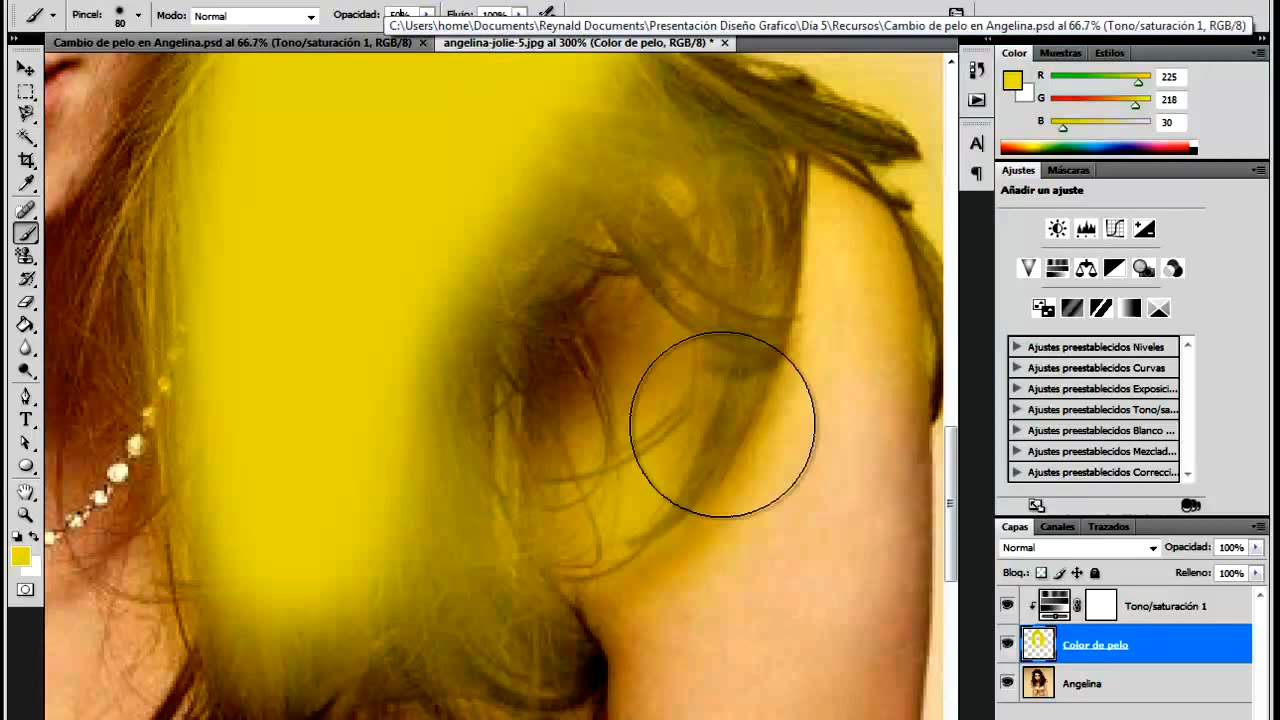 Pincel: 80 Modo: Normal Opacidad: 50% Flujo: 100%
C:\Users\home\Documents\Reynald Documents\Presentación Diseño Grafico\Día 5\Recursos\Cambio de pelo en Angelina.psd al 66.7% (Tono/saturación 1, RGB/8)
Cambio de pelo en Angelina.psd al 66.7% (Tono/saturación 1, RGB/8) × angelina-jolie-5.jpg al 300% (Color de pelo, RGB/8) * ×
Color Muestras Estilos
R 225
G 218
B 30
Ajustes Máscaras
Añadir un ajuste
Ajustes preestablecidos Niveles
Ajustes preestablecidos Curvas
Ajustes preestablecidos Exposici...
Ajustes preestablecidos Tono/sa...
Ajustes preestablecidos Blanco ...
Ajustes preestablecidos Mezclad...
Ajustes preestablecidos Correcci...
Capas Canales Trazados
Normal Opacidad: 100%
Bloq.: Relleno: 100%
Tono/saturación 1
Color de pelo
Angelina